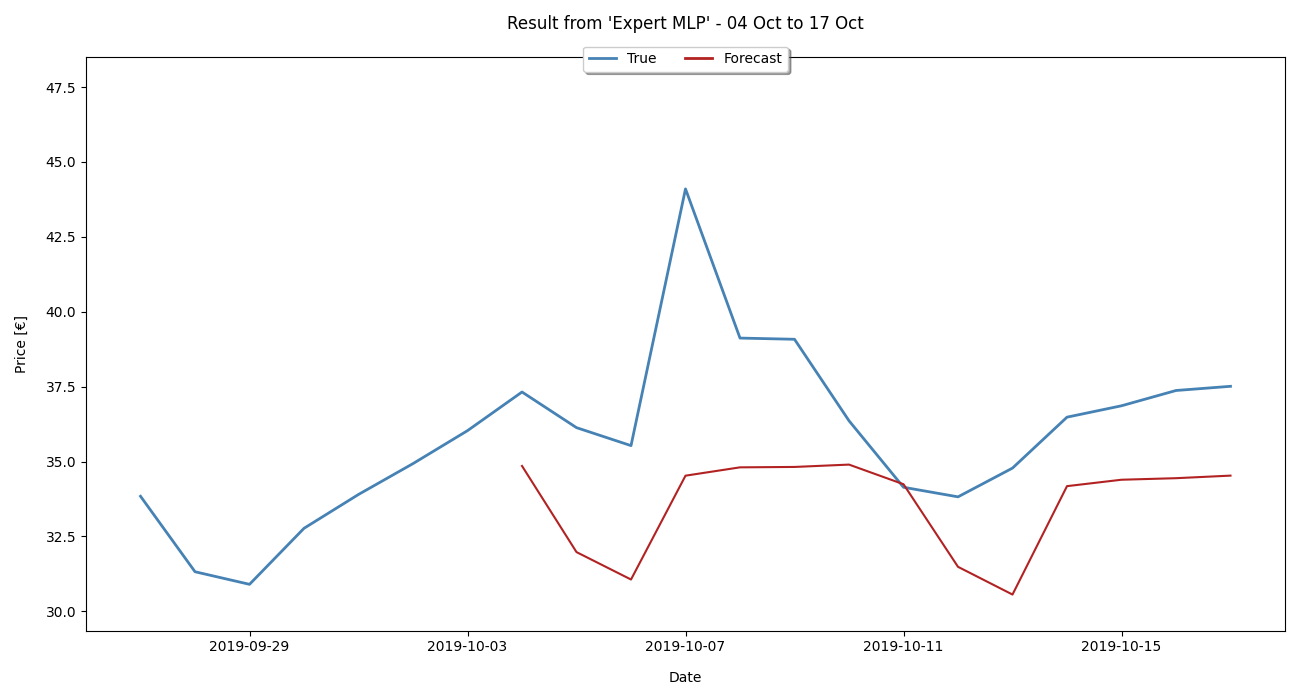 Result from 'Expert MLP' - 04 Oct to 17 Oct
True Forecast
47.5
45.0
42.5
40.0
37.5
35.0
32.5
30.0
Price [€]
2019-09-29 2019-10-03 2019-10-07 2019-10-11 2019-10-15
Date